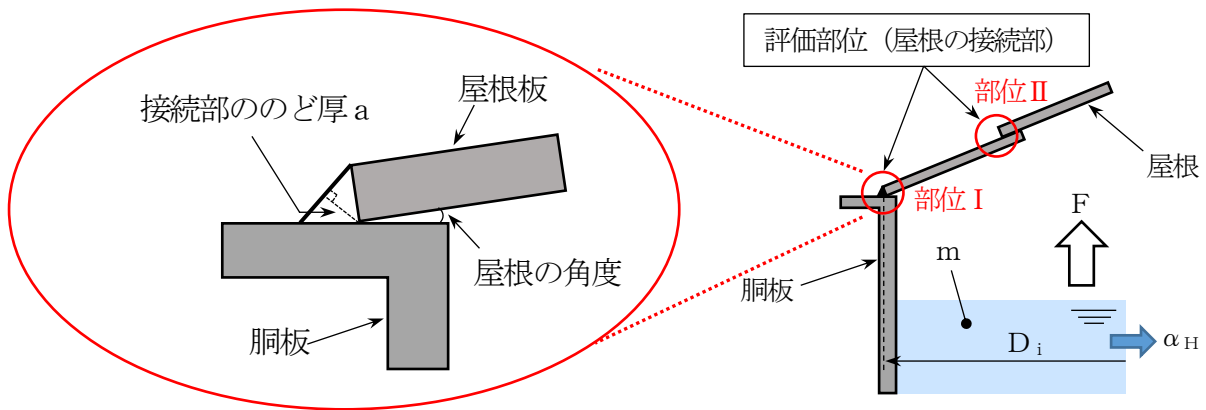 接続部ののど厚a
屋根板
屋根の角度
胴板
評価部位（屋根の接続部）
部位Ⅱ
屋根
部位Ⅰ
F
m
胴板
αH
Di